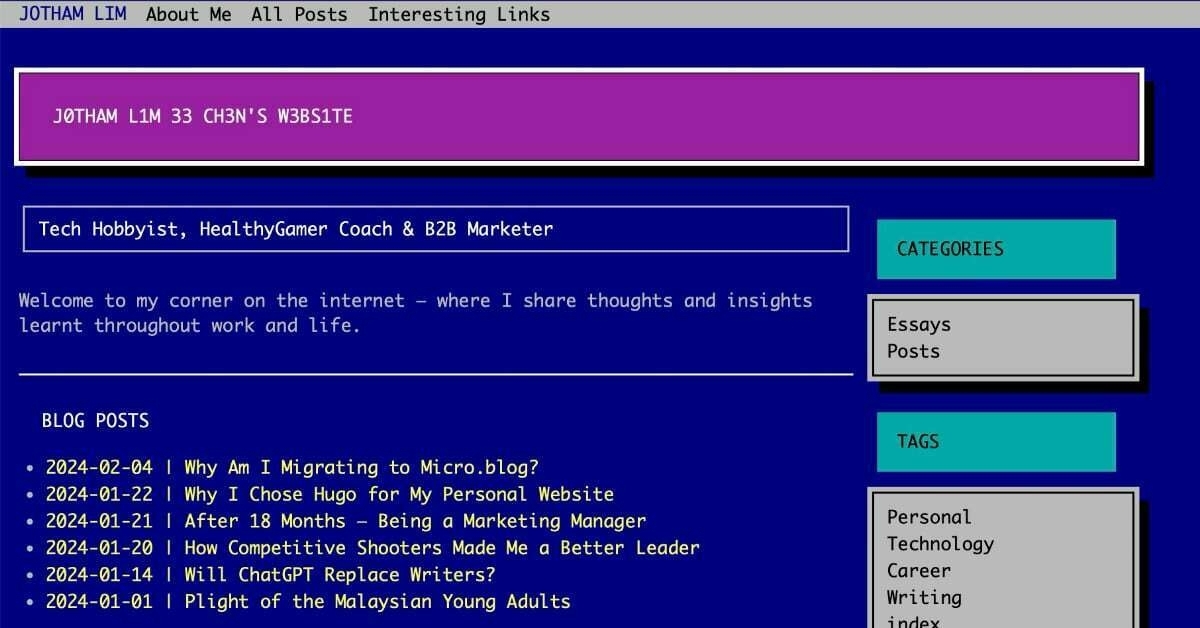 JOTHAM LIM About Me All Posts Interesting Links
J0THAM L1M 33 CH3N'S W3BS1TE
Tech Hobbyist, HealthyGamer Coach & B2B Marketer
Welcome to my corner on the internet — where I share thoughts and insights
learnt throughout work and life.
BLOG POSTS
• 2024-02-04 | Why Am I Migrating to Micro.blog?
• 2024-01-22 | Why I Chose Hugo for My Personal Website
• 2024-01-21 | After 18 Months — Being a Marketing Manager
• 2024-01-20 | How Competitive Shooters Made Me a Better Leader
• 2024-01-14 | Will ChatGPT Replace Writers?
• 2024-01-01 | Plight of the Malaysian Young Adults
CATEGORIES
Essays
Posts
TAGS
Personal
Technology
Career
Writing
index